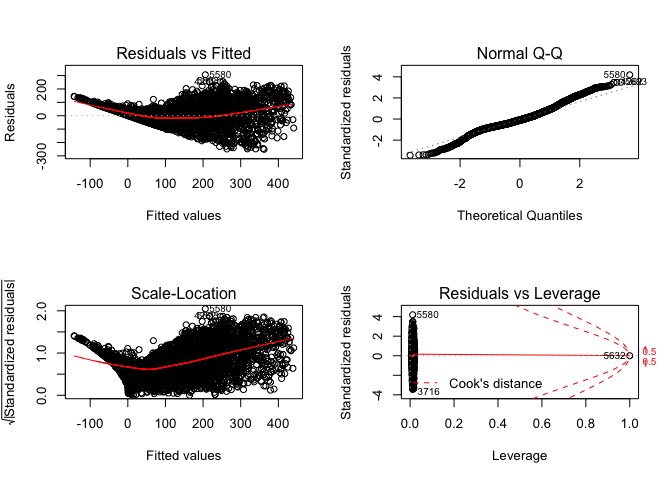 Residuals vs Fitted
Residuals
-300
0
200
5580
-100 0 100 200 300 400
Fitted values
Normal Q-Q
Standardized residuals
-2 0 2 4
5580
-2 0 2
Theoretical Quantiles
Scale-Location
√|Standardized residuals|
0.0 1.0 2.0
5580
-100 0 100 200 300 400
Fitted values
Residuals vs Leverage
Standardized residuals
-4 -2 0 2 4
5580
5632
3716
Cook's distance
0.5
0.0 0.2 0.4 0.6 0.8 1.0
Leverage